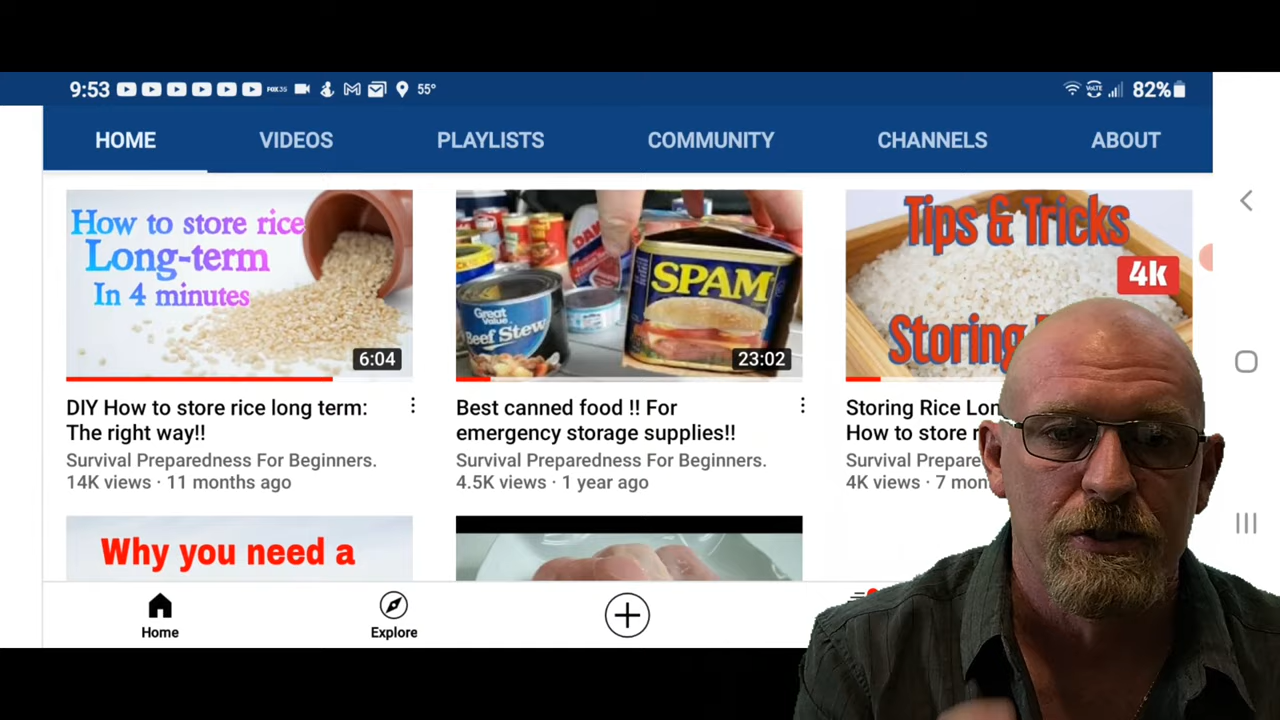 9:53 FOX 35 VoLTE 55° 82%
HOME VIDEOS PLAYLISTS COMMUNITY CHANNELS ABOUT
How to store rice
Long-term
In 4 minutes
6:04
DIY How to store rice long term:
The right way!!
Survival Preparedness For Beginners.
14K views · 11 months ago
SPAM
Great
Value
Beef Stew
DAK
23:02
Best canned food !! For
emergency storage supplies!!
Survival Preparedness For Beginners.
4.5K views · 1 year ago
Tips & Tricks
4k
Storing
Storing Rice Lon
How to store r
Survival Prepare
4K views · 7 mon
Why you need a
Home
Explore